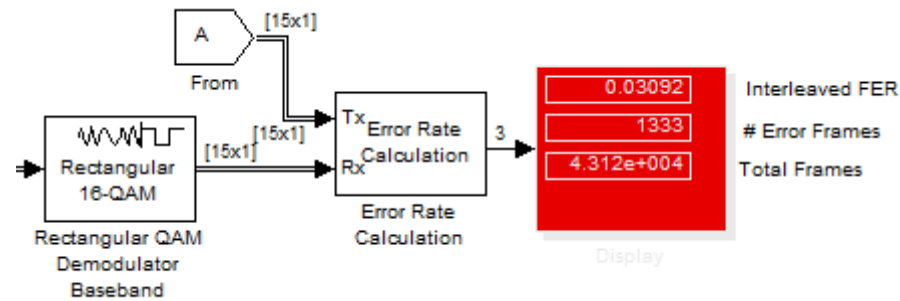 [15x1]
A
From
0.03092
Interleaved FER
Tx
Error Rate
Calculation
Rx
[15x1]
[15x1]
3
1333
# Error Frames
4.312e+004
Total Frames
Rectangular
16-QAM
Error Rate
Calculation
Rectangular QAM
Demodulator
Baseband
Display